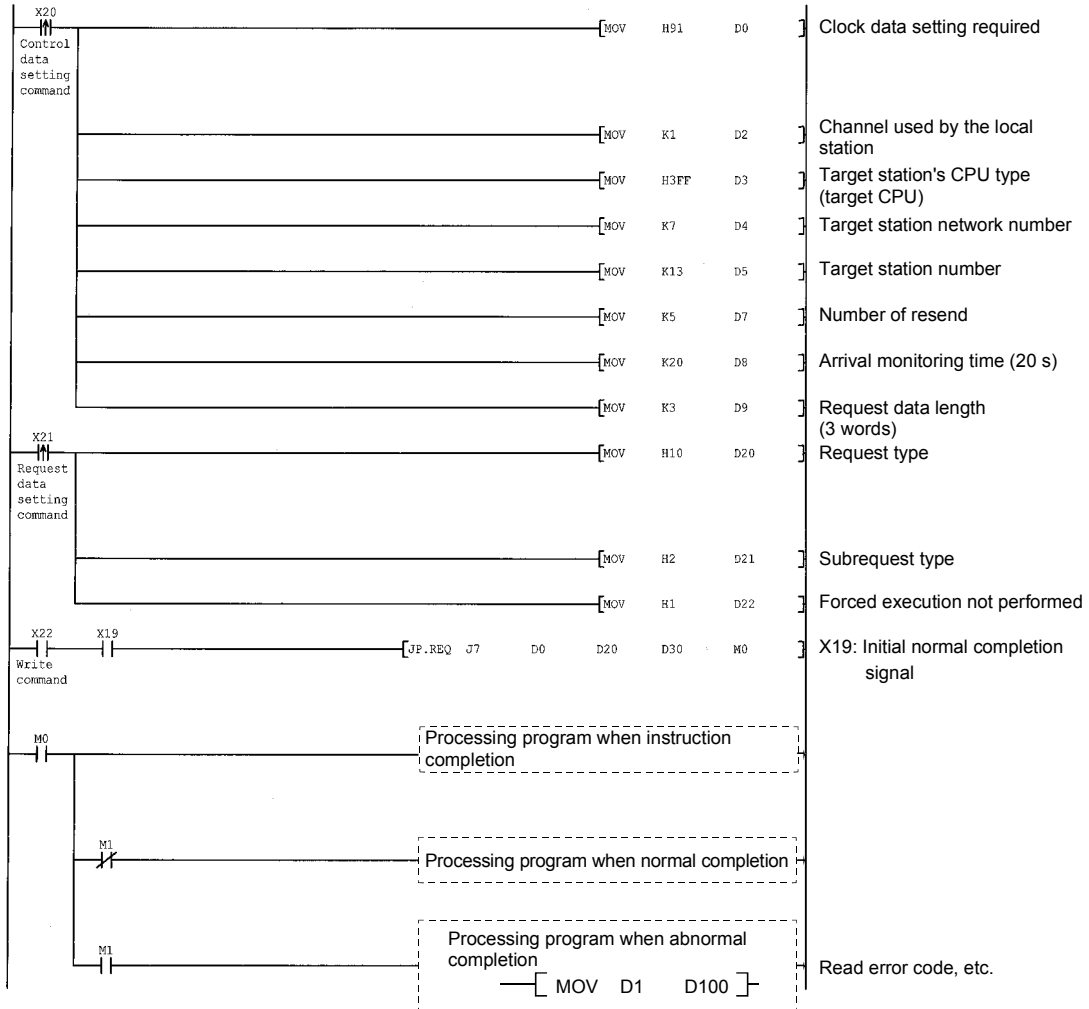 X20
[MOV H91 D0] Clock data setting required
Control
data
setting
command
[MOV K1 D2] Channel used by the local
station
[MOV H3FF D3] Target station's CPU type
(target CPU)
[MOV K7 D4] Target station network number
[MOV K13 D5] Target station number
[MOV K5 D7] Number of resend
[MOV K20 D8] Arrival monitoring time (20 s)
[MOV K3 D9] Request data length
(3 words)
X21
[MOV H10 D20] Request type
Request
data
setting
command
[MOV H2 D21] Subrequest type
[MOV H1 D22] Forced execution not performed
X22 X19
[JP.REQ J7 D0 D20 D30 M0] X19: Initial normal completion
signal
Write
command
M0
Processing program when instruction
completion
M1
Processing program when normal completion
M1
Processing program when abnormal
completion
[MOV D1 D100]
Read error code, etc.